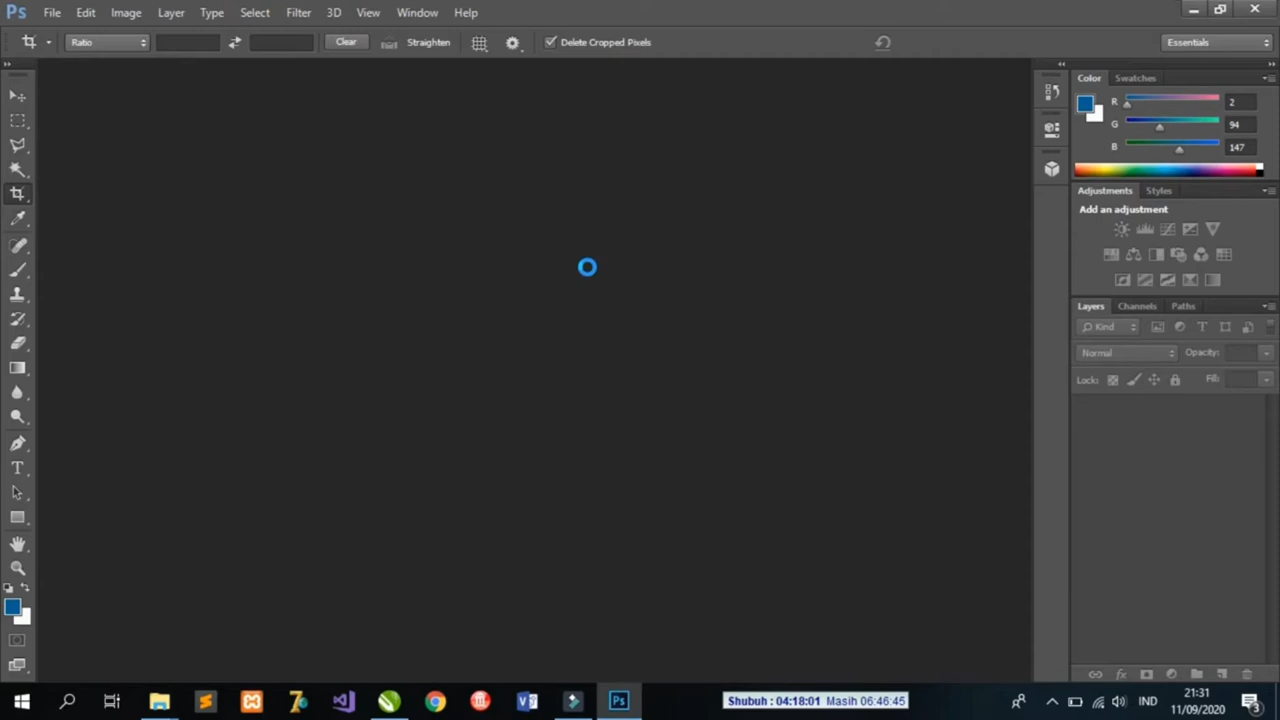 Ps File Edit Image Layer Type Select Filter 3D View Window Help
Ratio Clear Straighten Delete Cropped Pixels Essentials
Color Swatches
R 2
G 94
B 147
Adjustments Styles
Add an adjustment
Layers Channels Paths
Kind
Normal Opacity:
Lock: Fill:
T
Ps
Shubuh : 04:18:01 Masih 06:46:45
IND
21:31
11/09/2020
3